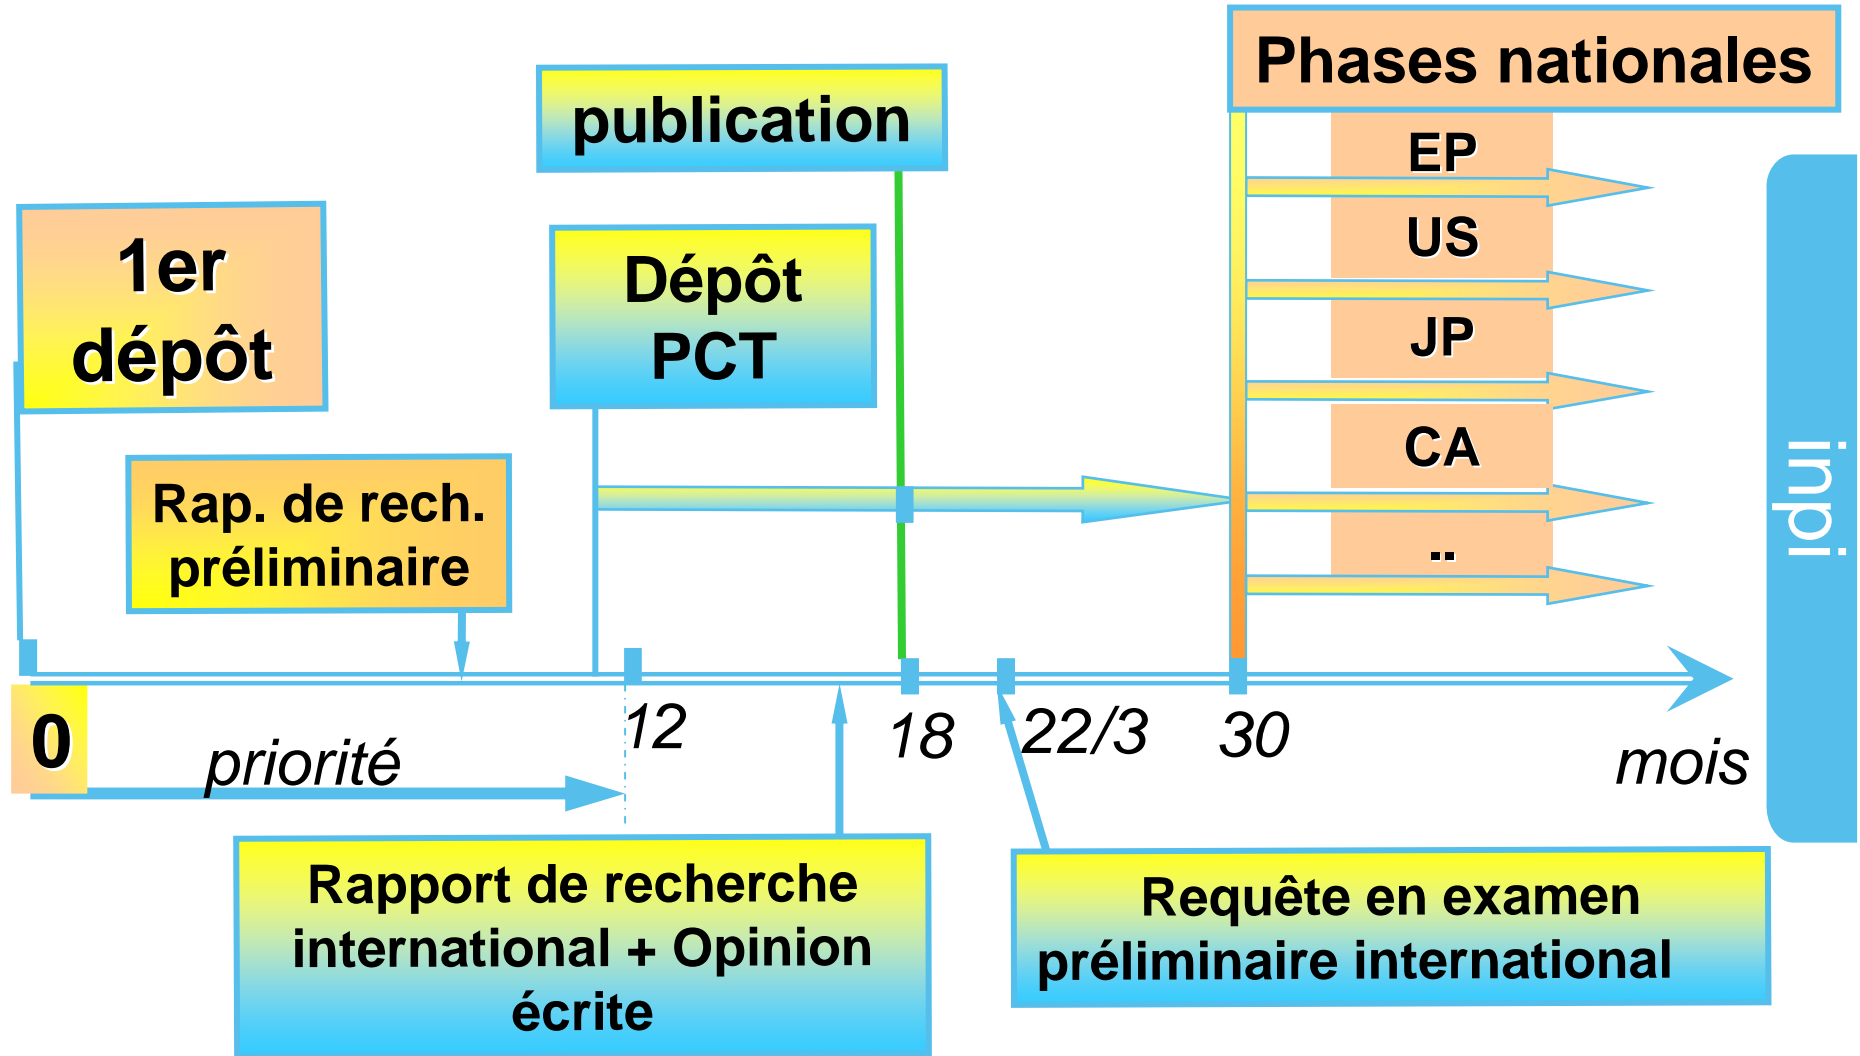 Phases nationales
publication
EP
1er
dépôt
US
Dépôt
PCT
JP
CA
Rap. de rech.
préliminaire
..
inpi
0
priorité
12
18
22/3
30
mois
Rapport de recherche
international + Opinion
écrite
Requête en examen
préliminaire international